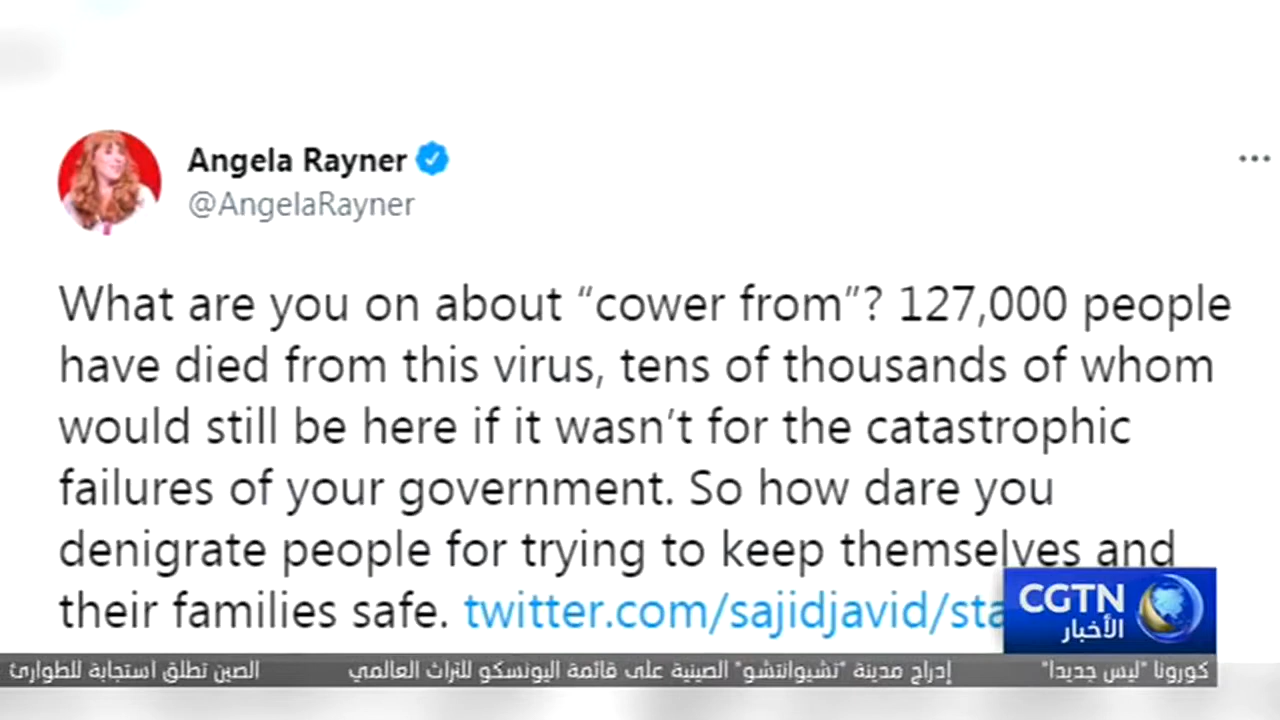 Angela Rayner
@AngelaRayner
What are you on about “cower from”? 127,000 people
have died from this virus, tens of thousands of whom
would still be here if it wasn’t for the catastrophic
failures of your government. So how dare you
denigrate people for trying to keep themselves and
their families safe. twitter.com/sajidjavid/sta
CGTN
الأخبار
كورونا "ليس جديدا" إدراج مدينة "تشيوانتشو" الصينية على قائمة اليونسكو للتراث العالمي الصين تطلق استجابة للطوارئ